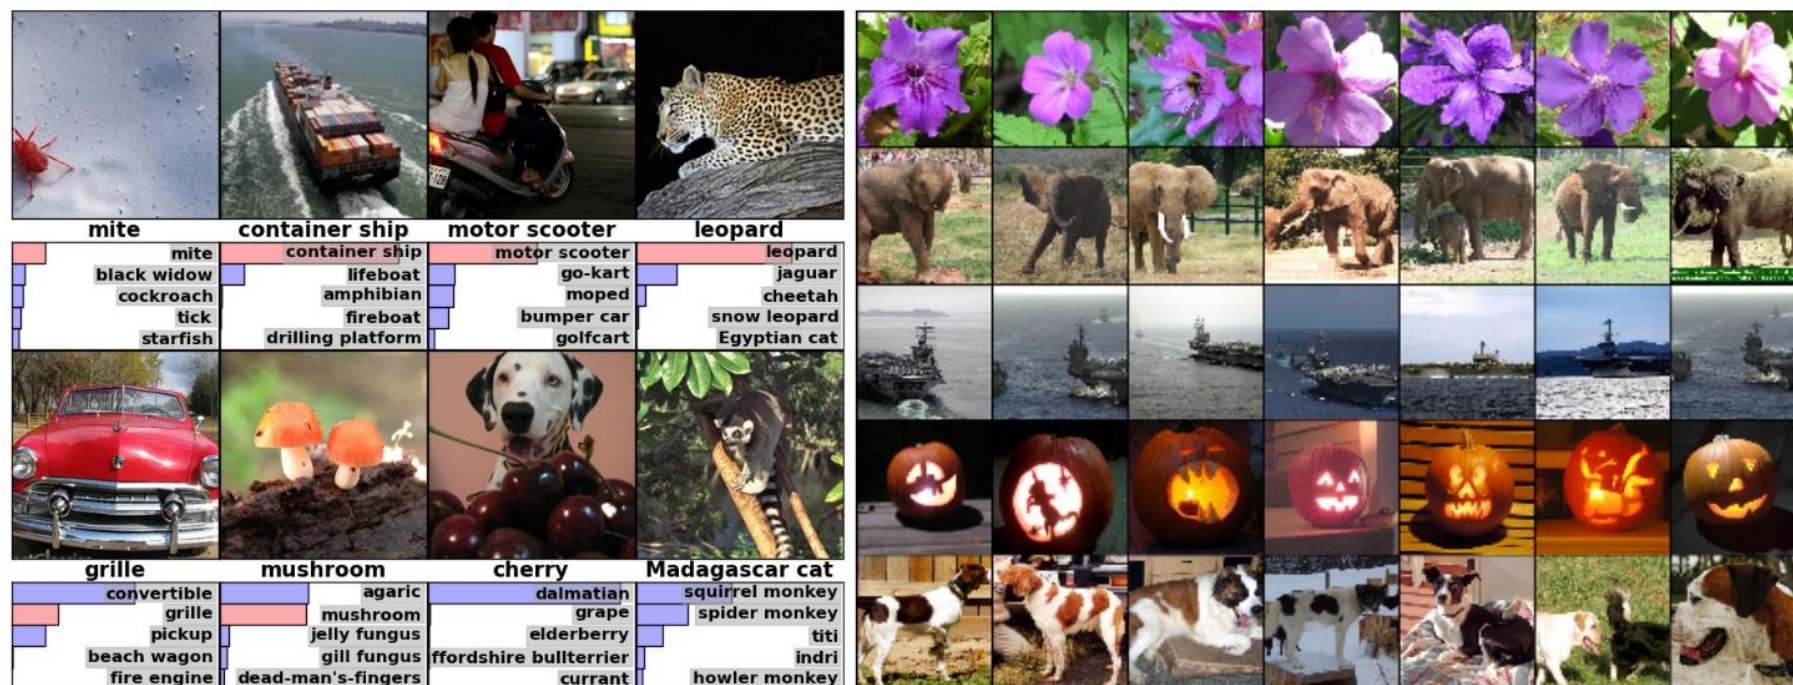 mite
container ship
motor scooter
leopard
mite
black widow
cockroach
tick
starfish
container ship
lifeboat
amphibian
fireboat
drilling platform
motor scooter
go-kart
moped
bumper car
golfcart
leopard
jaguar
cheetah
snow leopard
Egyptian cat
grille
mushroom
cherry
Madagascar cat
convertible
grille
pickup
beach wagon
fire engine
agaric
mushroom
jelly fungus
gill fungus
dead-man's-fingers
dalmatian
grape
elderberry
ffordshire bullterrier
currant
squirrel monkey
spider monkey
titi
indri
howler monkey